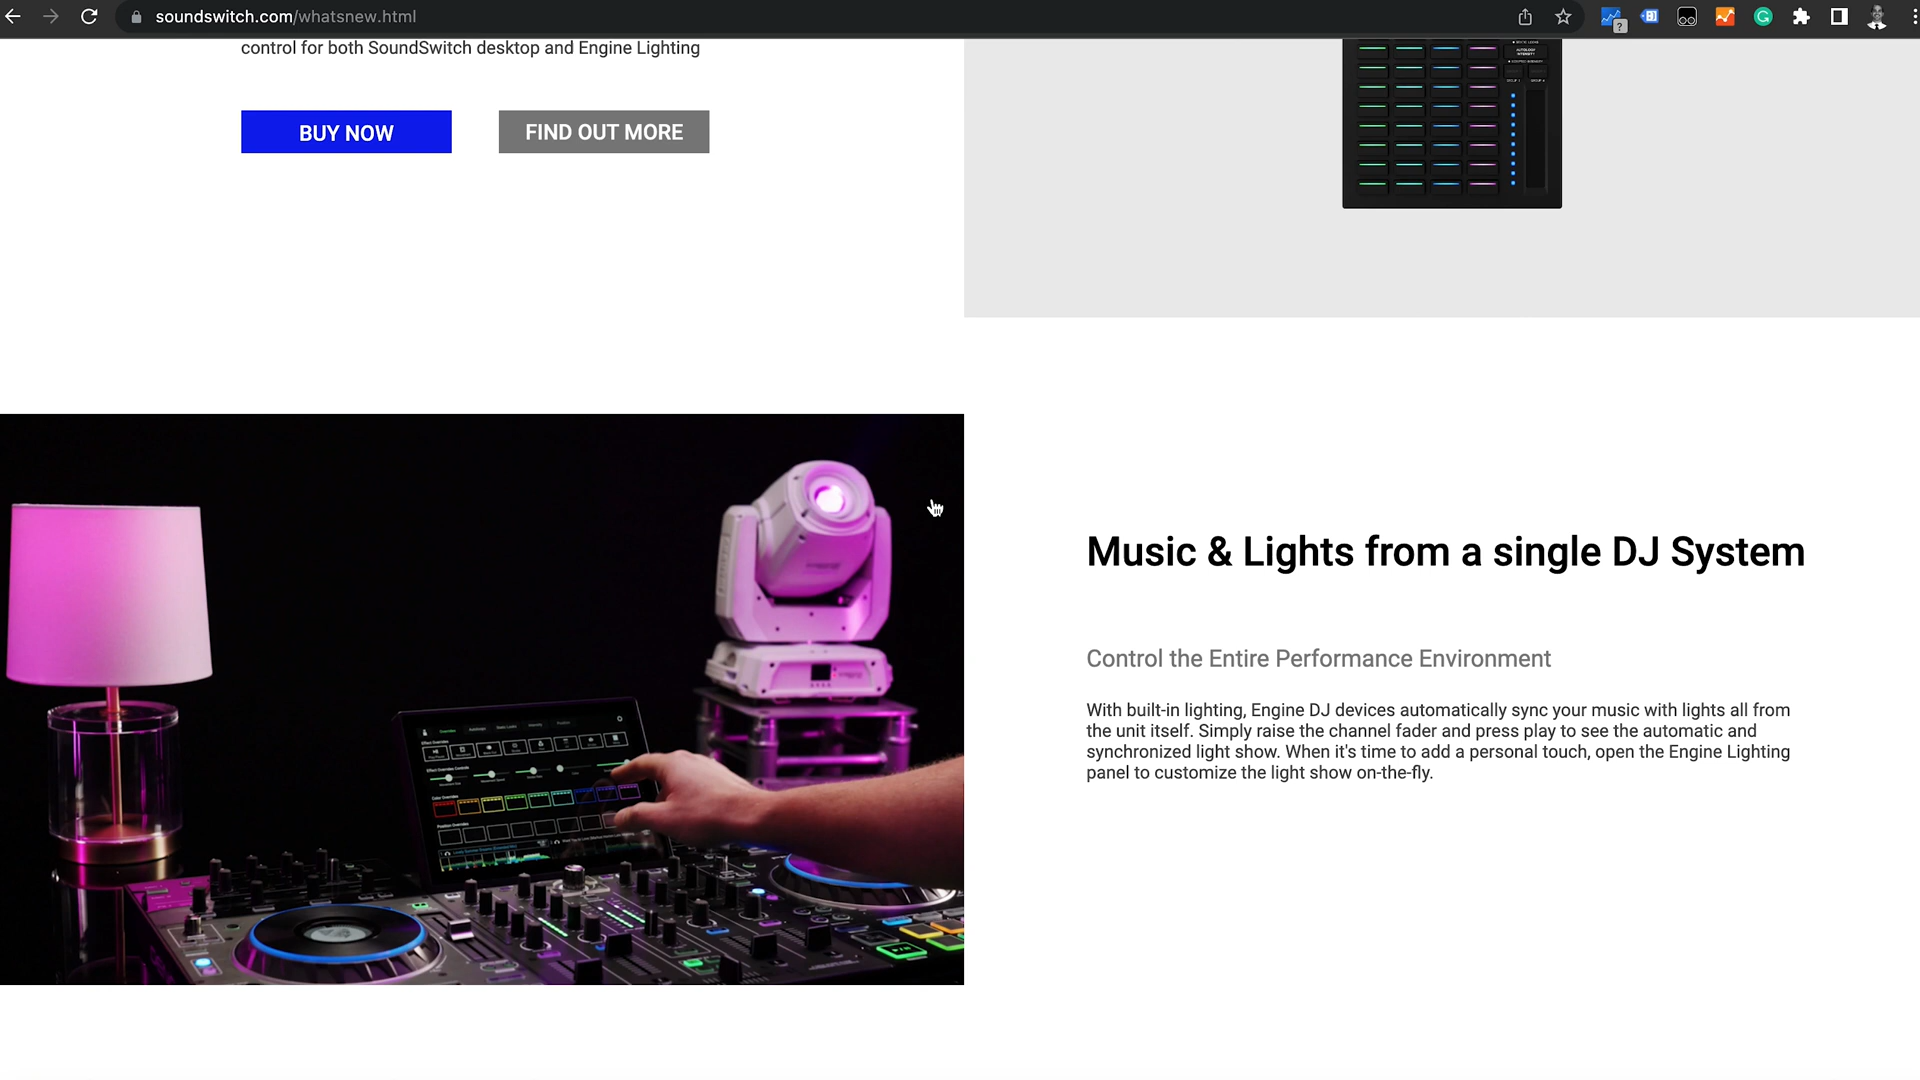 soundswitch.com/whatsnew.html
control for both SoundSwitch desktop and Engine Lighting
BUY NOW
FIND OUT MORE
Music & Lights from a single DJ System
Control the Entire Performance Environment
With built-in lighting, Engine DJ devices automatically sync your music with lights all from
the unit itself. Simply raise the channel fader and press play to see the automatic and
synchronized light show. When it's time to add a personal touch, open the Engine Lighting
panel to customize the light show on-the-fly.